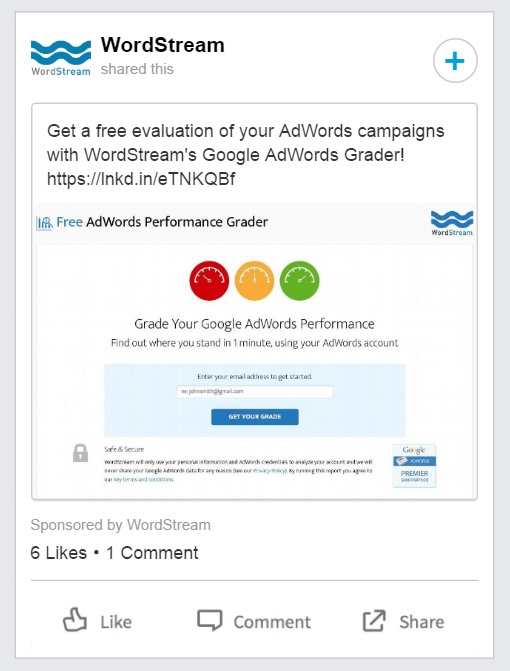 WordStream
WordStream
shared this
Get a free evaluation of your AdWords campaigns
with WordStream's Google AdWords Grader!
https://lnkd.in/eTNKQBf
Free AdWords Performance Grader
WordStream
Grade Your Google AdWords Performance
Find out where you stand in 1 minute, using your AdWords account
Enter your email address to get started.
ex: johnsmith@gmail.com
GET YOUR GRADE
Safe & Secure
WordStream will only use your personal information and AdWords credentials to analyze your account and we will
never share your Google AdWords data for any reason (see our Privacy Policy). By running this report you agree to
our key terms and conditions.
Google
ADWORDS
PREMIER
SMB PARTNER
Sponsored by WordStream
6 Likes • 1 Comment
Like
Comment
Share